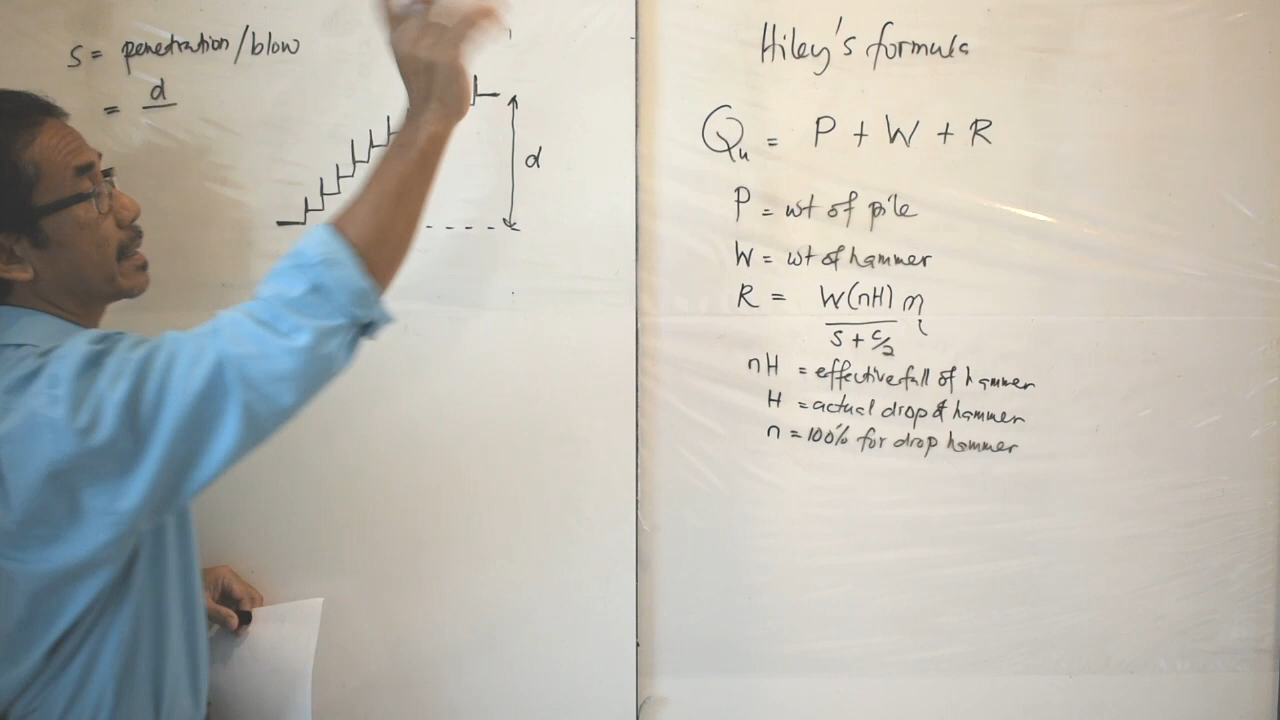 S = penetration/blow
= d
d
Hiley's formula
Qu = P + W + R
P = wt of pile
W = wt of hammer
R = W(nH) η
S + c/2
nH = effective fall of hammer
H = actual drop of hammer
n = 100% for drop hammer